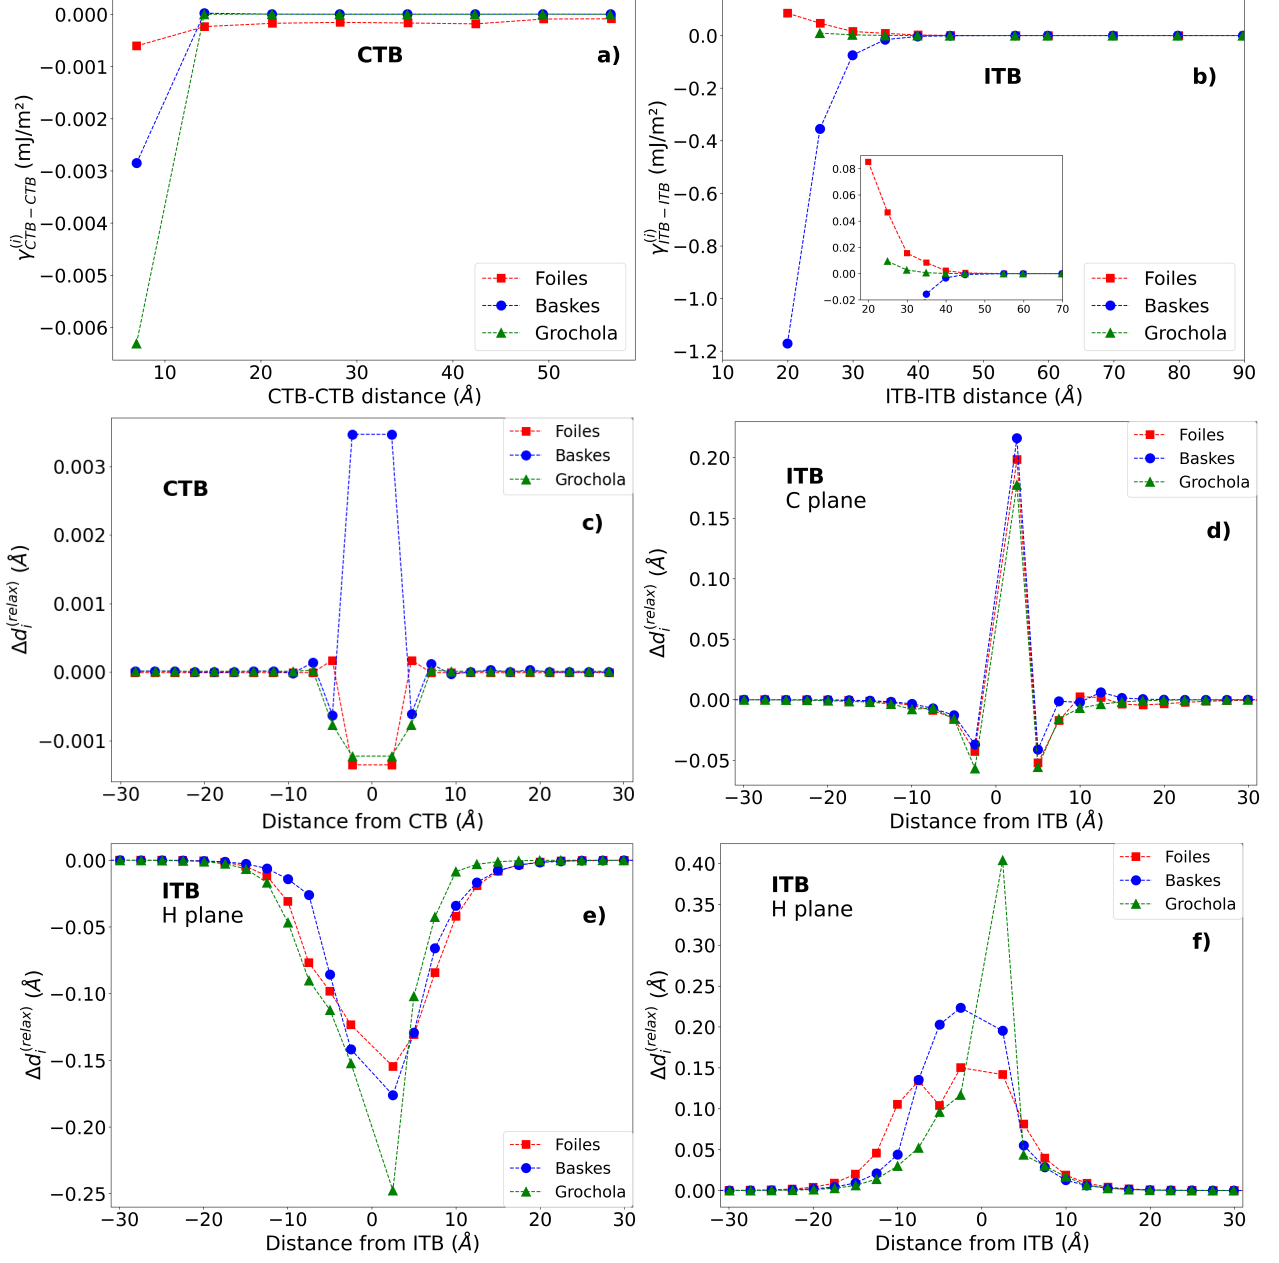 0.000
−0.001
−0.002
−0.003
−0.004
−0.005
−0.006
γ(i)CTB−CTB (mJ/m²)
CTB
a)
Foiles
Baskes
Grochola
10 20 30 40 50
CTB-CTB distance (Å)
0.0
−0.2
−0.4
−0.6
−0.8
−1.0
−1.2
γ(i)ITB−ITB (mJ/m²)
ITB
b)
0.08
0.06
0.04
0.02
0.00
−0.02
20 30 40 50 60 70
Foiles
Baskes
Grochola
10 20 30 40 50 60 70 80 90
ITB-ITB distance (Å)
0.003
0.002
0.001
0.000
−0.001
Δdi(relax) (Å)
CTB
c)
Foiles
Baskes
Grochola
−30 −20 −10 0 10 20 30
Distance from CTB (Å)
0.20
0.15
0.10
0.05
0.00
−0.05
Δdi(relax) (Å)
ITB
C plane
d)
Foiles
Baskes
Grochola
−30 −20 −10 0 10 20 30
Distance from ITB (Å)
0.00
−0.05
−0.10
−0.15
−0.20
−0.25
Δdi(relax) (Å)
ITB
H plane
e)
Foiles
Baskes
Grochola
−30 −20 −10 0 10 20 30
Distance from ITB (Å)
0.40
0.35
0.30
0.25
0.20
0.15
0.10
0.05
0.00
Δdi(relax) (Å)
ITB
H plane
f)
Foiles
Baskes
Grochola
−30 −20 −10 0 10 20 30
Distance from ITB (Å)